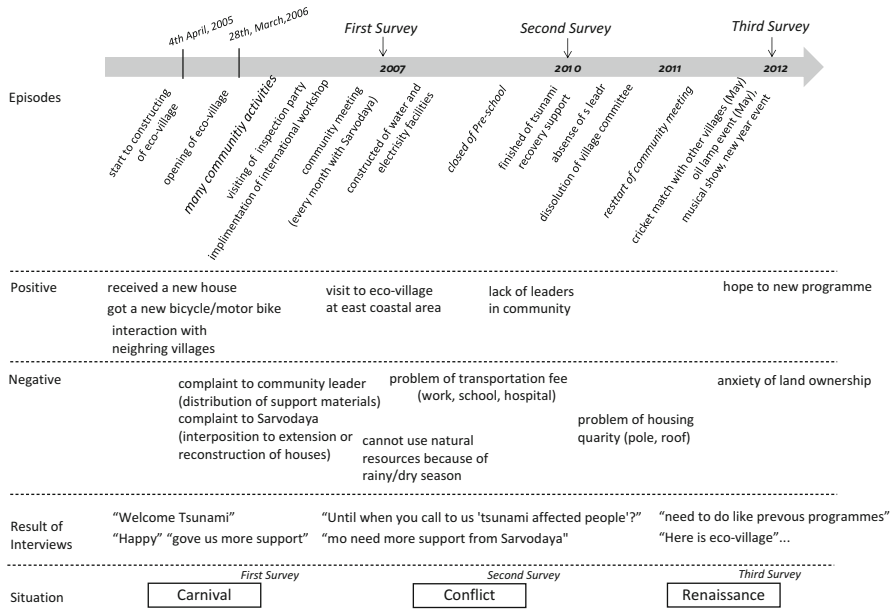 4th April, 2005
28th, March,2006
First Survey
Second Survey
Third Survey
2007
2010
2011
2012
Episodes
start to constructing
of eco-village
opening of eco-village
many community activities
visiting of inspection party
implimentation of international workshop
community meeting
(every month with Sarvodaya)
constructed of water and
electricity facilities
closed of Pre-school
finished of tsunami
recovery support
absense of s leadr
dissolution of village committee
resttart of community meeting
cricket match with other villages (May)
oil lamp event (May),
musical show, new year event
Positive
received a new house
got a new bicycle/motor bike
interaction with
neighring villages
visit to eco-village
at east coastal area
lack of leaders
in community
hope to new programme
Negative
complaint to community leader
(distribution of support materials)
complaint to Sarvodaya
(interposition to extension or
reconstruction of houses)
problem of transportation fee
(work, school, hospital)
cannot use natural
resources because of
rainy/dry season
problem of housing
quarity (pole, roof)
anxiety of land ownership
Result of
Interviews
"Welcome Tsunami"
"Happy" "gove us more support"
"Until when you call to us 'tsunami affected people'?"
"mo need more support from Sarvodaya"
"need to do like prevous programmes"
"Here is eco-village"...
Situation
First Survey
Carnival
Second Survey
Conflict
Third Survey
Renaissance